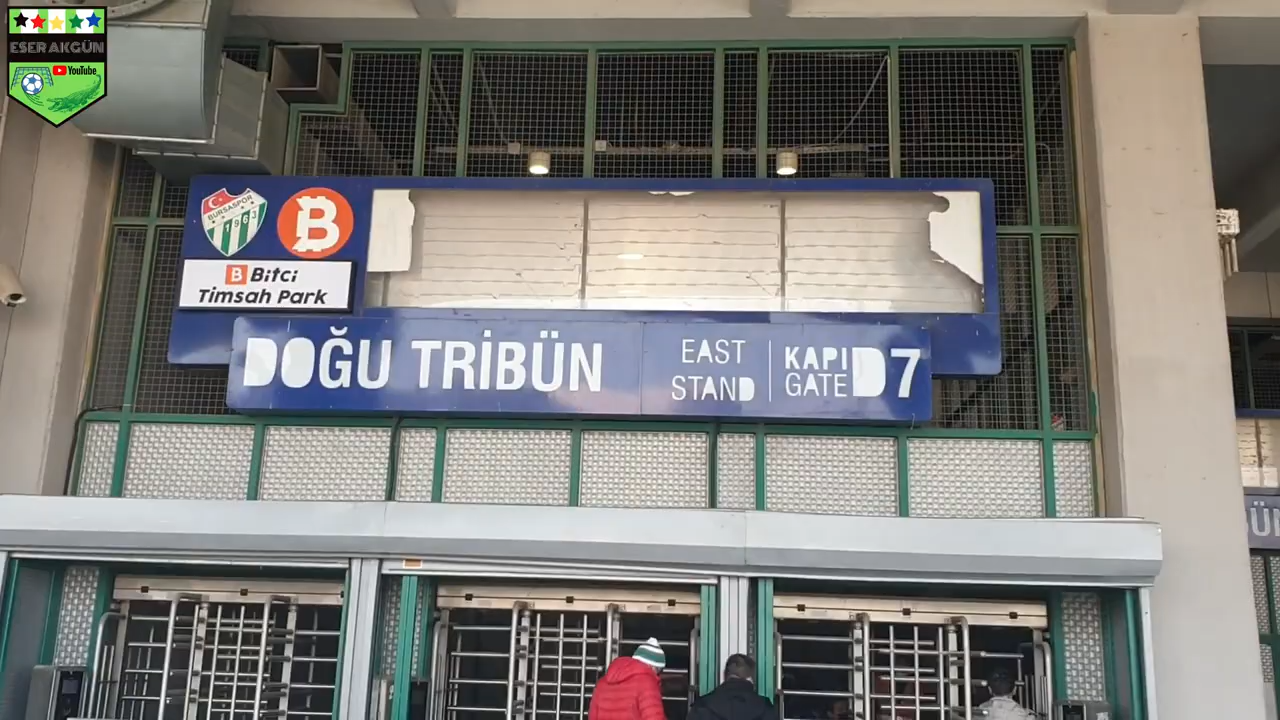 ESER AKGÜN
YouTube
BURSASPOR
1963
B
B Bitci
Timsah Park
DOĞU TRİBÜN
EAST
STAND
KAPI
GATE
D7